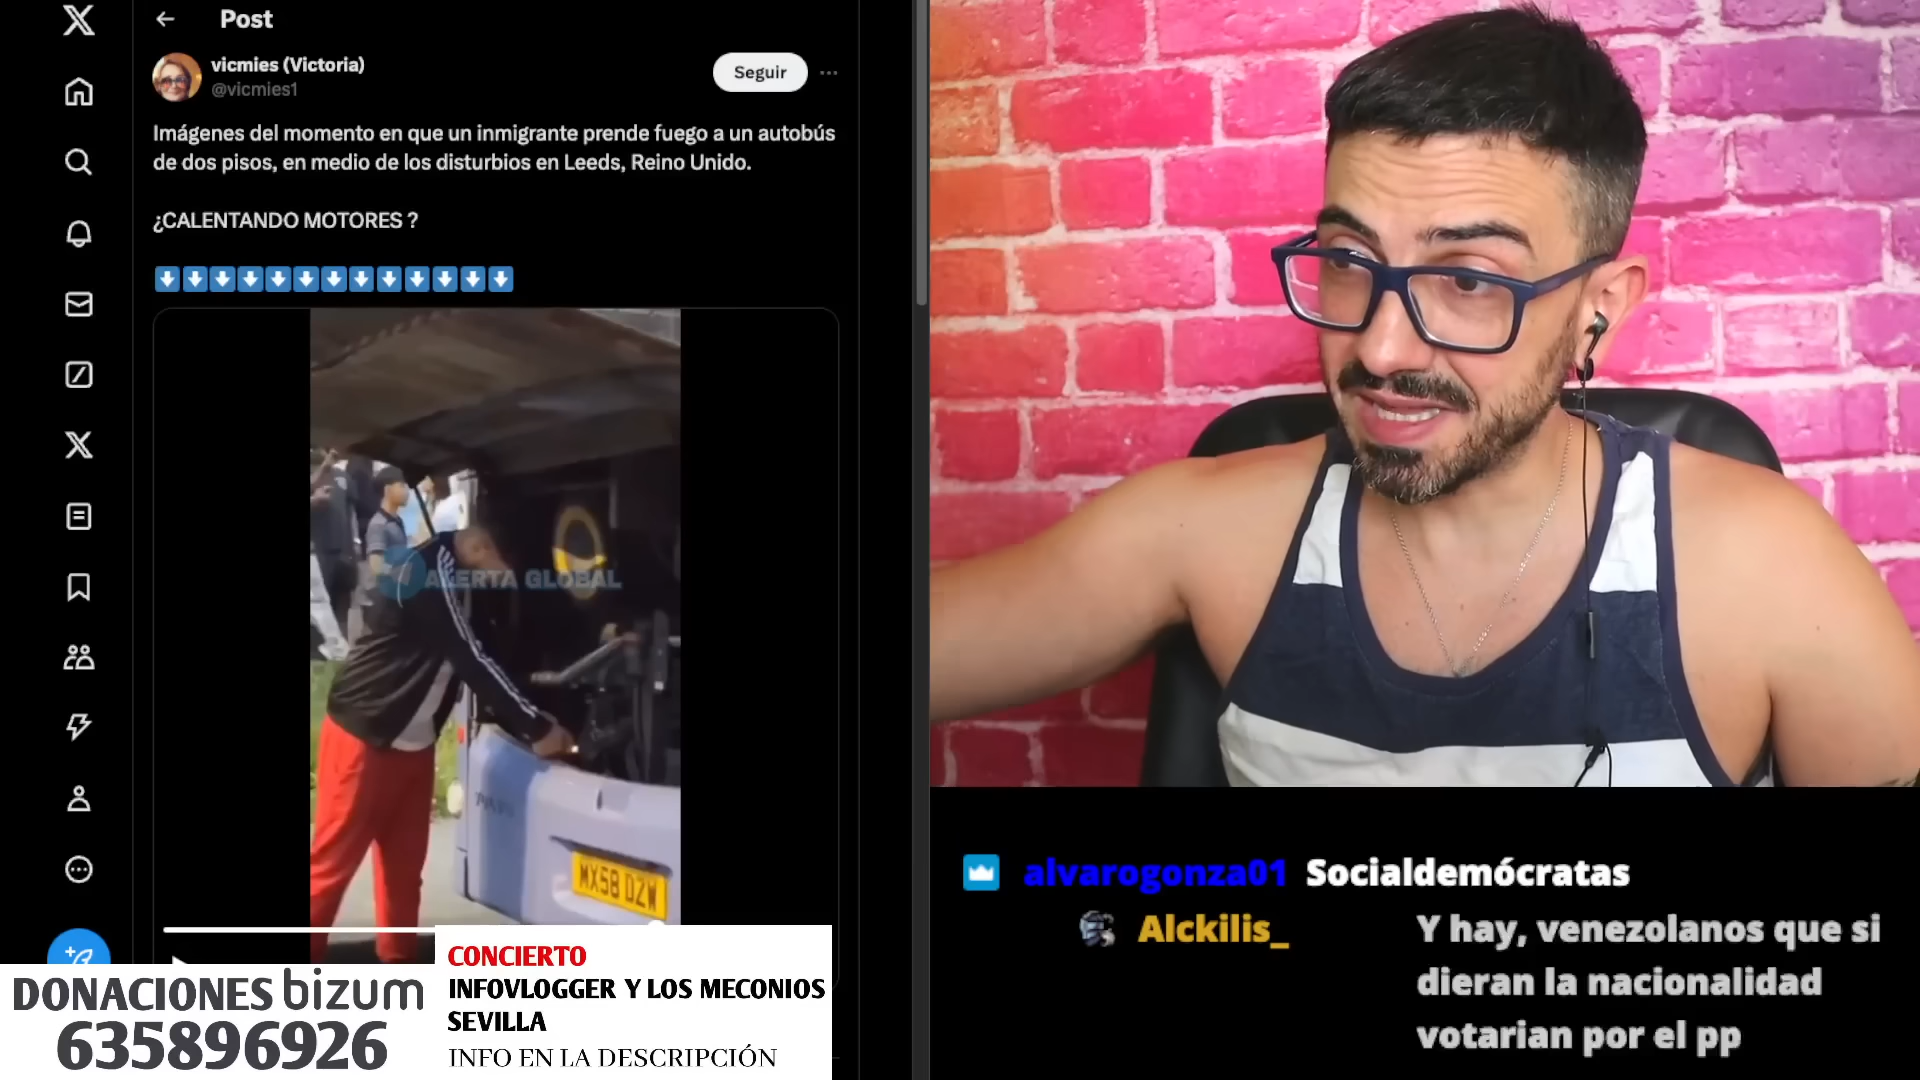 Post
vicmies (Victoria)
@vicmies1
Seguir
Imágenes del momento en que un inmigrante prende fuego a un autobús
de dos pisos, en medio de los disturbios en Leeds, Reino Unido.
¿CALENTANDO MOTORES ?
ALERTA GLOBAL
MX58 DZW
DONACIONES bizum
635896926
CONCIERTO
INFOVLOGGER Y LOS MECONIOS
SEVILLA
INFO EN LA DESCRIPCIÓN
alvarogonza01 Socialdemócratas
Alckilis_ Y hay, venezolanos que si
dieran la nacionalidad
votarian por el pp